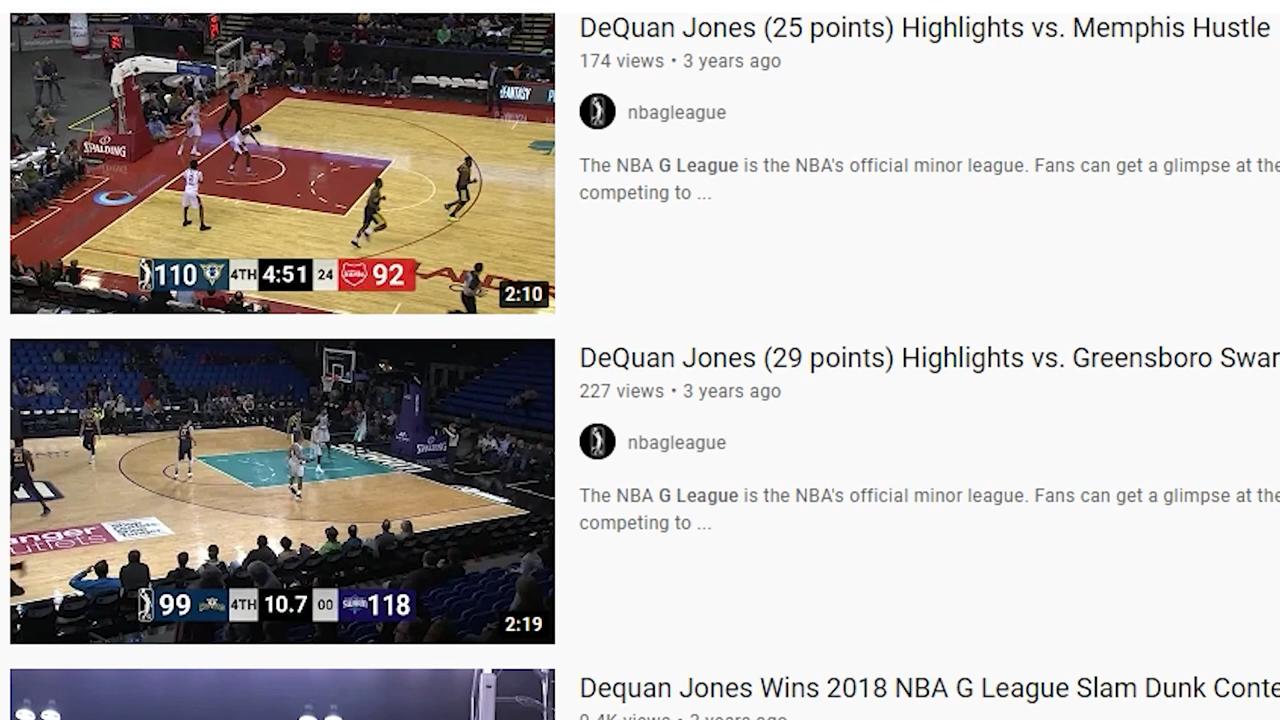 DeQuan Jones (25 points) Highlights vs. Memphis Hustle
174 views • 3 years ago
nbagleague
The NBA G League is the NBA's official minor league. Fans can get a glimpse at the
competing to ...
SPALDING
110 4TH 4:51 24 92
2:10
DeQuan Jones (29 points) Highlights vs. Greensboro Swar
227 views • 3 years ago
nbagleague
The NBA G League is the NBA's official minor league. Fans can get a glimpse at the
competing to ...
SPALDING
99 4TH 10.7 00 118
2:19
Dequan Jones Wins 2018 NBA G League Slam Dunk Conte